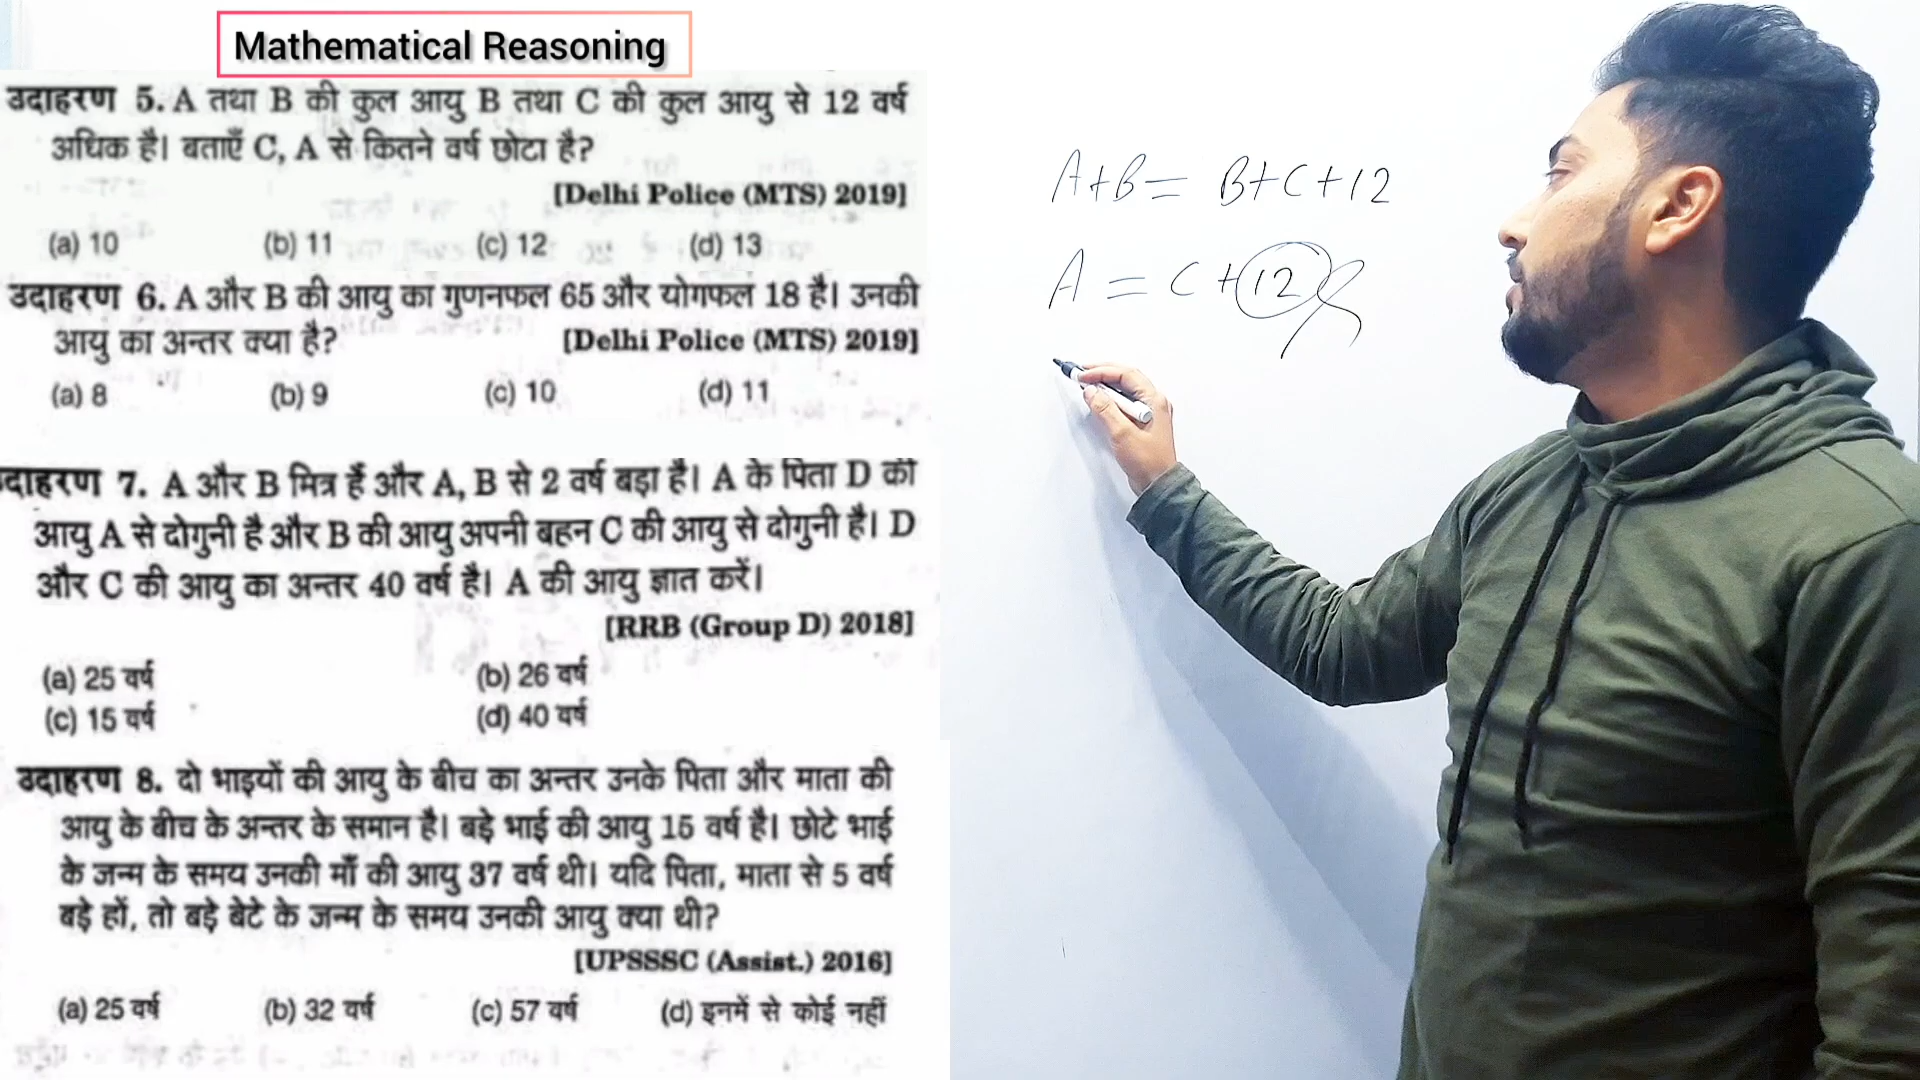 Mathematical Reasoning
उदाहरण 5. A तथा B की कुल आयु B तथा C की कुल आयु से 12 वर्ष
अधिक है। बताएँ C, A से कितने वर्ष छोटा है?
[Delhi Police (MTS) 2019]
(a) 10 (b) 11 (c) 12 (d) 13
उदाहरण 6. A और B की आयु का गुणनफल 65 और योगफल 18 है। उनकी
आयु का अन्तर क्या है? [Delhi Police (MTS) 2019]
(a) 8 (b) 9 (c) 10 (d) 11
दाहरण 7. A और B मित्र हैं और A, B से 2 वर्ष बड़ा है। A के पिता D की
आयु A से दोगुनी है और B की आयु अपनी बहन C की आयु से दोगुनी है। D
और C की आयु का अन्तर 40 वर्ष है। A की आयु ज्ञात करें।
[RRB (Group D) 2018]
(a) 25 वर्ष (b) 26 वर्ष
(c) 15 वर्ष (d) 40 वर्ष
उदाहरण 8. दो भाइयों की आयु के बीच का अन्तर उनके पिता और माता की
आयु के बीच के अन्तर के समान है। बड़े भाई की आयु 15 वर्ष है। छोटे भाई
के जन्म के समय उनकी माँ की आयु 37 वर्ष थी। यदि पिता, माता से 5 वर्ष
बड़े हों, तो बड़े बेटे के जन्म के समय उनकी आयु क्या थी?
[UPSSSC (Assist.) 2016]
(a) 25 वर्ष (b) 32 वर्ष (c) 57 वर्ष (d) इनमें से कोई नहीं
A+B= B+C+12
A = C+12